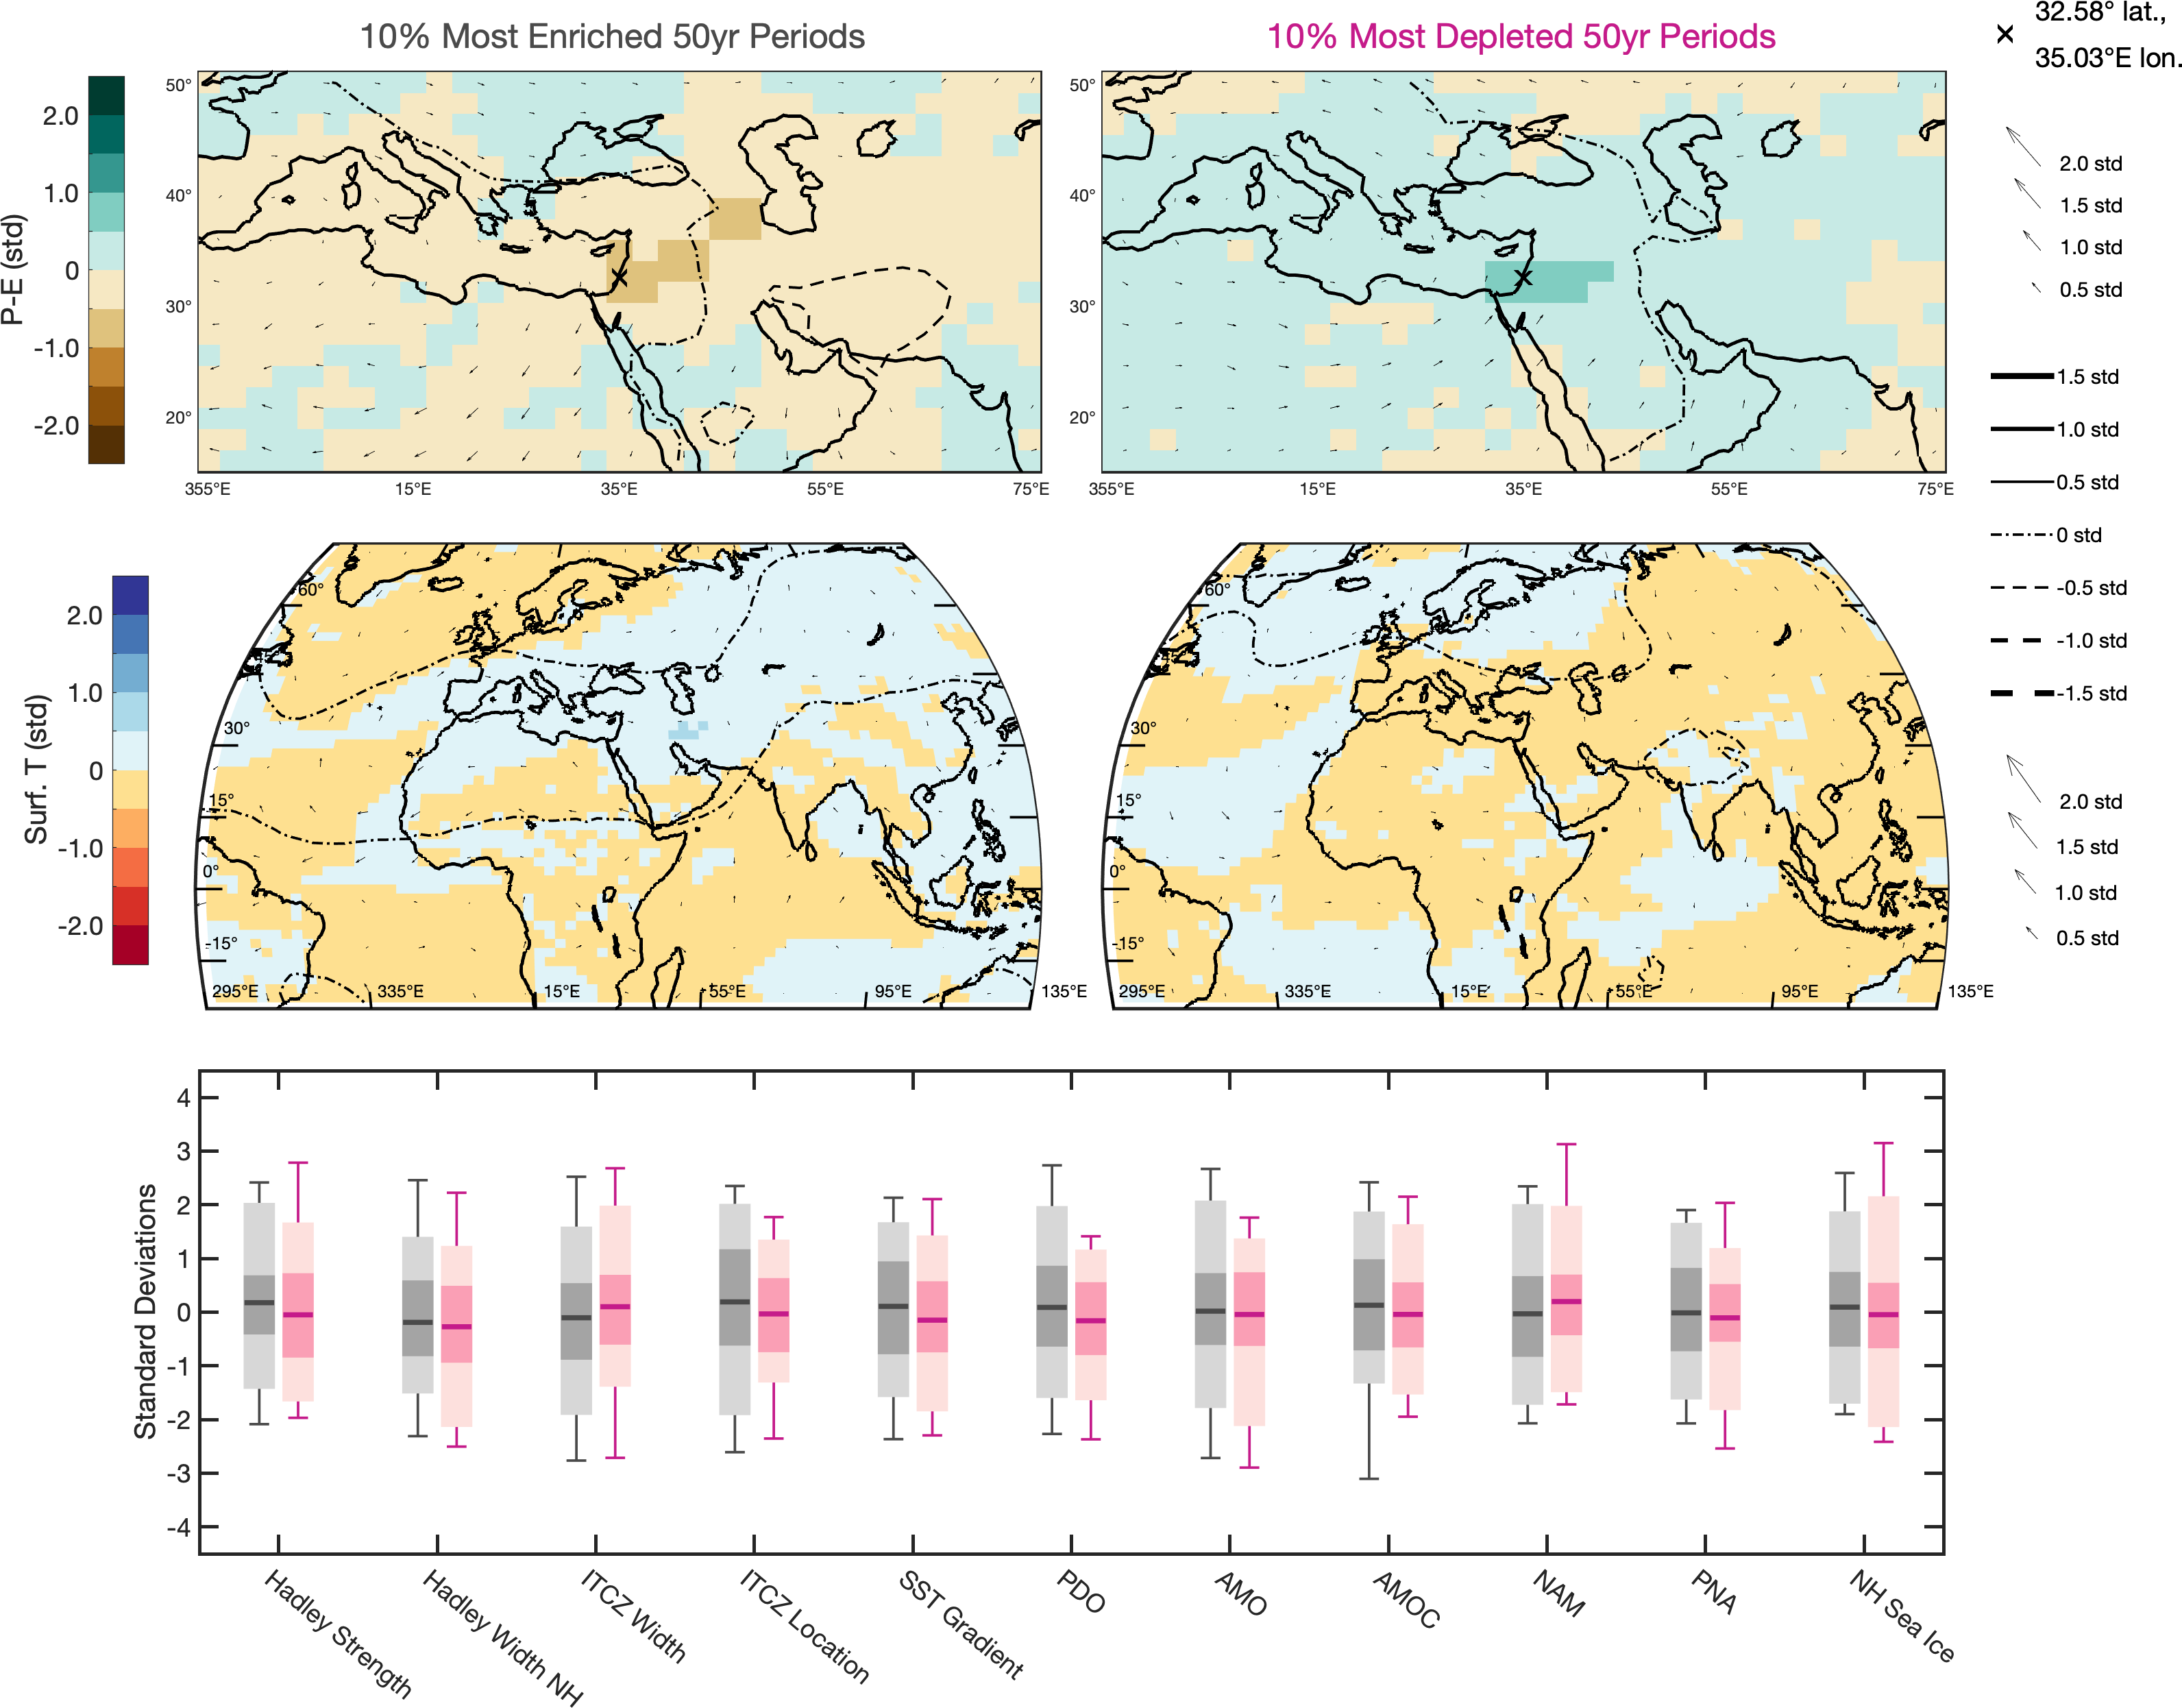 10% Most Enriched 50yr Periods
10% Most Depleted 50yr Periods
32.58° lat.,
35.03°E lon.
P-E (std)
2.0
1.0
0
-1.0
-2.0
50°
40°
30°
20°
355°E 15°E 35°E 55°E 75°E
50°
40°
30°
20°
355°E 15°E 35°E 55°E 75°E
2.0 std
1.5 std
1.0 std
0.5 std
1.5 std
1.0 std
0.5 std
0 std
-0.5 std
-1.0 std
-1.5 std
Surf. T (std)
2.0
1.0
0
-1.0
-2.0
60°
45°
30°
15°
0°
-15°
295°E 335°E 15°E 55°E 95°E 135°E
60°
45°
30°
15°
0°
-15°
295°E 335°E 15°E 55°E 95°E 135°E
2.0 std
1.5 std
1.0 std
0.5 std
Standard Deviations
4
3
2
1
0
-1
-2
-3
-4
Hadley Strength
Hadley Width NH
ITCZ Width
ITCZ Location
SST Gradient
PDO
AMO
AMOC
NAM
PNA
NH Sea Ice